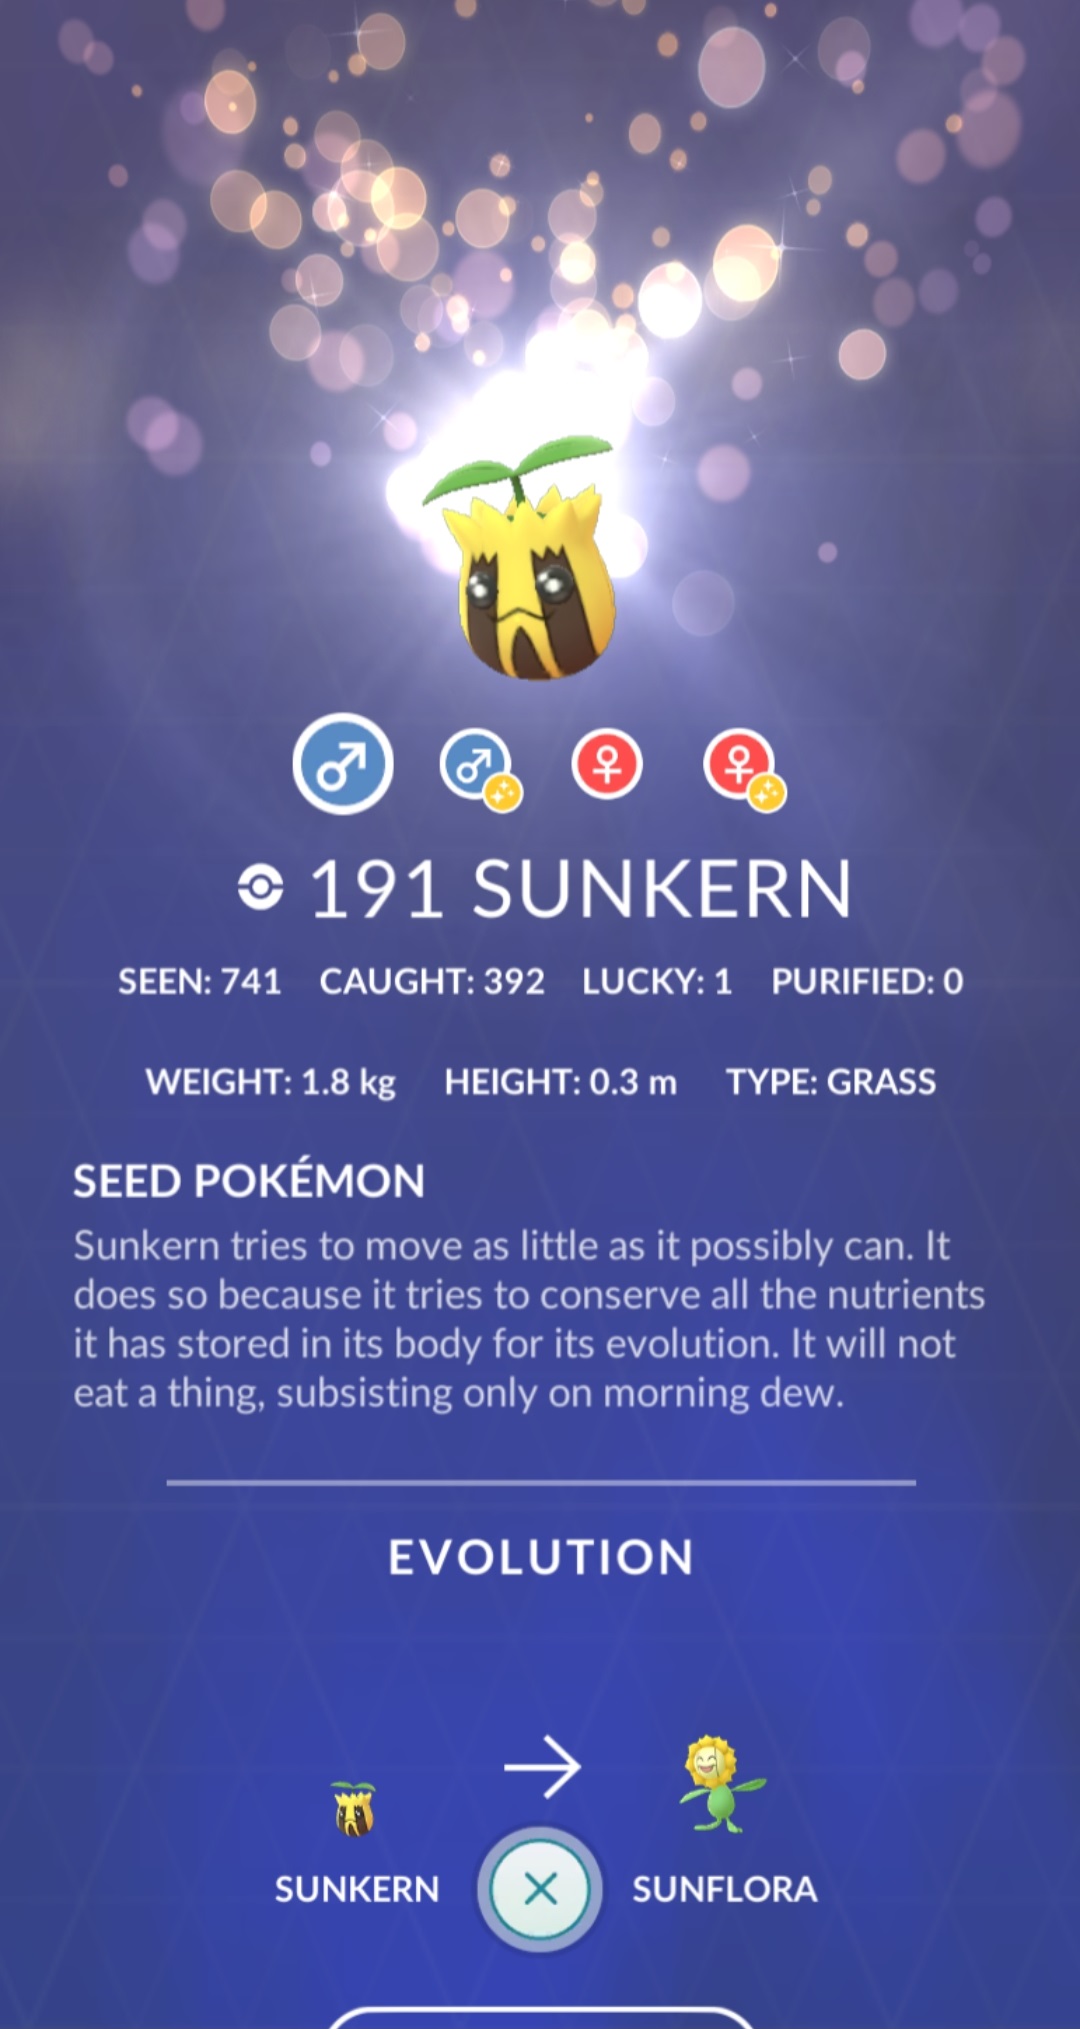 191 SUNKERN
SEEN: 741 CAUGHT: 392 LUCKY: 1 PURIFIED: 0
WEIGHT: 1.8 kg HEIGHT: 0.3 m TYPE: GRASS
SEED POKÉMON
Sunkern tries to move as little as it possibly can. It
does so because it tries to conserve all the nutrients
it has stored in its body for its evolution. It will not
eat a thing, subsisting only on morning dew.
EVOLUTION
SUNKERN SUNFLORA